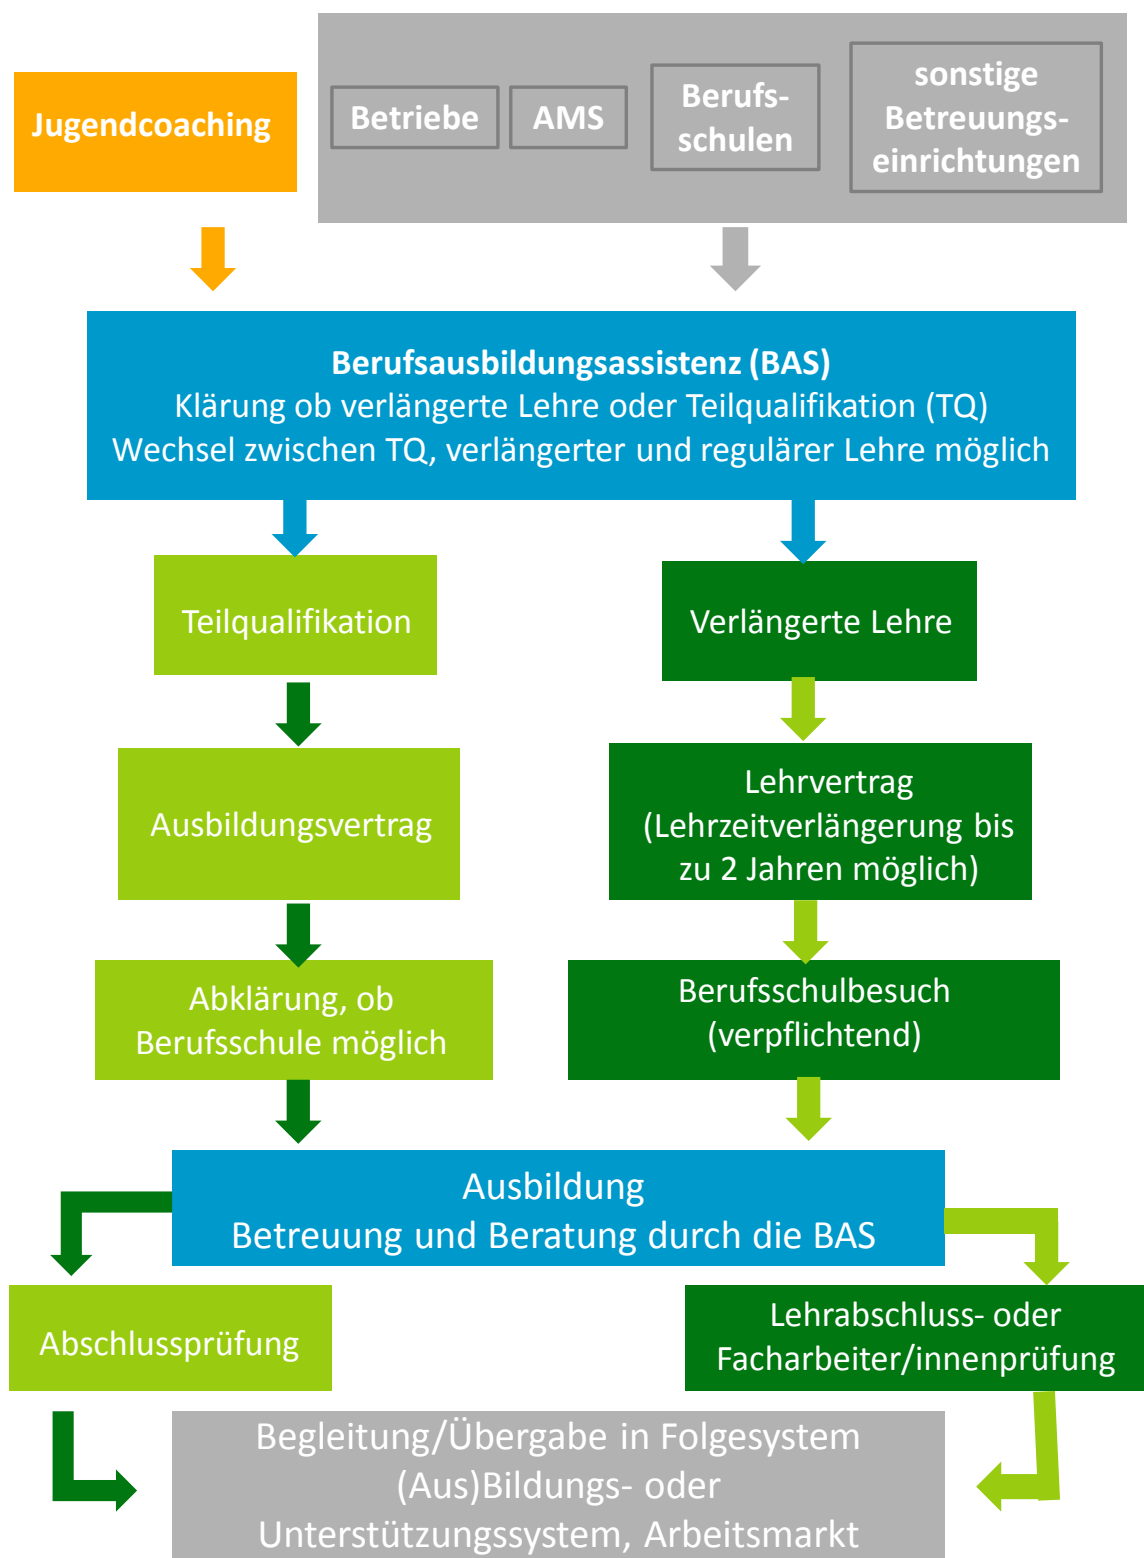 Jugendcoaching
Betriebe
AMS
Berufs-
schulen
sonstige
Betreuungs-
einrichtungen
Berufsausbildungsassistenz (BAS)
Klärung ob verlängerte Lehre oder Teilqualifikation (TQ)
Wechsel zwischen TQ, verlängerter und regulärer Lehre möglich
Teilqualifikation
Verlängerte Lehre
Ausbildungsvertrag
Lehrvertrag
(Lehrzeitverlängerung bis
zu 2 Jahren möglich)
Abklärung, ob
Berufsschule möglich
Berufsschulbesuch
(verpflichtend)
Ausbildung
Betreuung und Beratung durch die BAS
Abschlussprüfung
Lehrabschluss- oder
Facharbeiter/innenprüfung
Begleitung/Übergabe in Folgesystem
(Aus)Bildungs- oder
Unterstützungssystem, Arbeitsmarkt